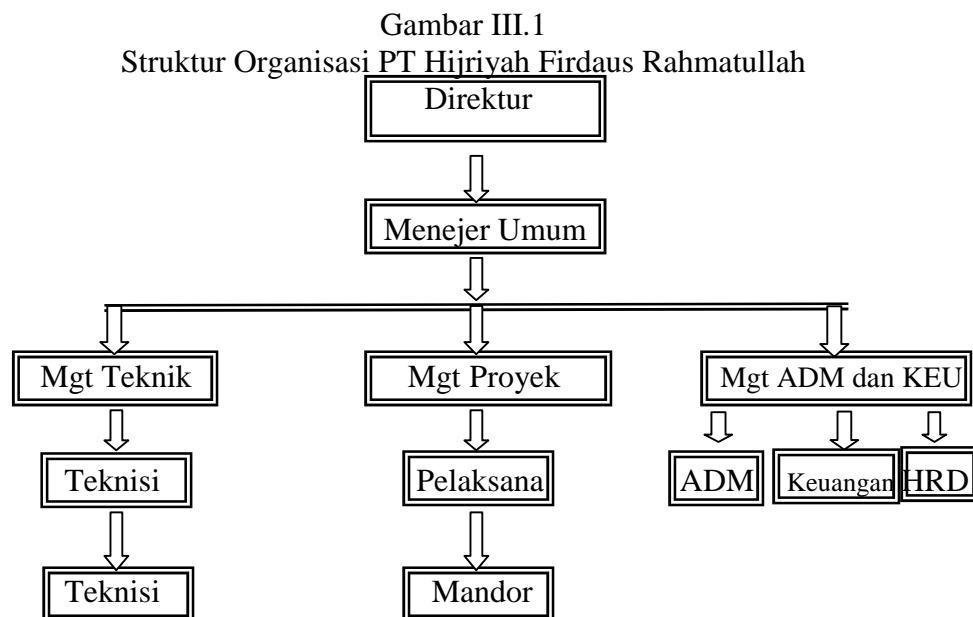 Gambar III.1
Struktur Organisasi PT Hijriyah Firdaus Rahmatullah
Direktur
Menejer Umum
Mgt Teknik
Mgt Proyek
Mgt ADM dan KEU
Teknisi
Pelaksana
ADM
Keuangan
HRD
Teknisi
Mandor